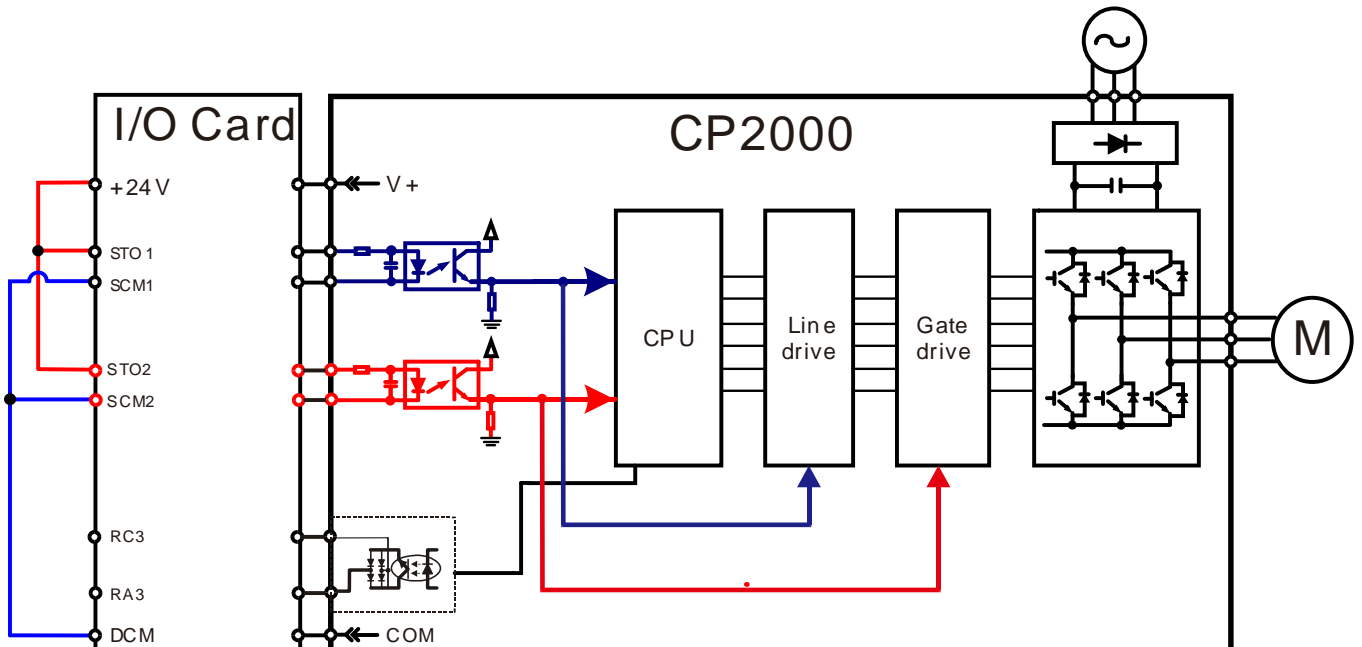 I/O Card
CP2000
+24V
V+
STO1
SCM1
CPU
Line
drive
Gate
drive
M
STO2
SCM2
RC3
RA3
DCM
COM